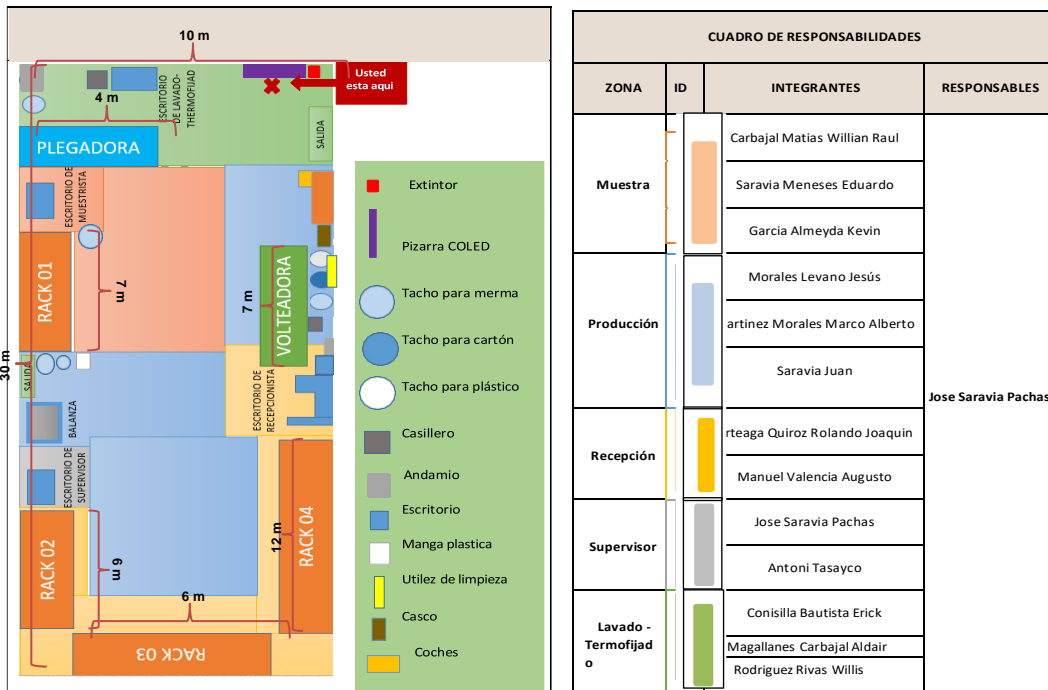 10 m
Usted
esta aqui
ESCRITORIO
DE LAVADO-
THERMOFIJAD
4 m
SALIDA
PLEGADORA
ESCRITORIO DE
MUESTRISTA
RACK 01
7 m
7 m
VOLTEADORA
30 m
SALIDA
BALANZA
ESCRITORIO DE
RECEPCIONISTA
ESCRITORIO DE
SUPERVISOR
RACK 02
6 m
6 m
12 m
RACK 04
RACK 03
Extintor
Pizarra COLED
Tacho para merma
Tacho para cartón
Tacho para plástico
Casillero
Andamio
Escritorio
Manga plastica
Utilez de limpieza
Casco
Coches
CUADRO DE RESPONSABILIDADES
ZONA ID INTEGRANTES RESPONSABLES
Muestra
Carbajal Matias Willian Raul
Saravia Meneses Eduardo
Garcia Almeyda Kevin
Producción
Morales Levano Jesús
artinez Morales Marco Alberto
Saravia Juan
Jose Saravia Pachas
Recepción
rteaga Quiroz Rolando Joaquin
Manuel Valencia Augusto
Supervisor
Jose Saravia Pachas
Antoni Tasayco
Lavado -
Termofijad
o
Conisilla Bautista Erick
Magallanes Carbajal Aldair
Rodriguez Rivas Willis